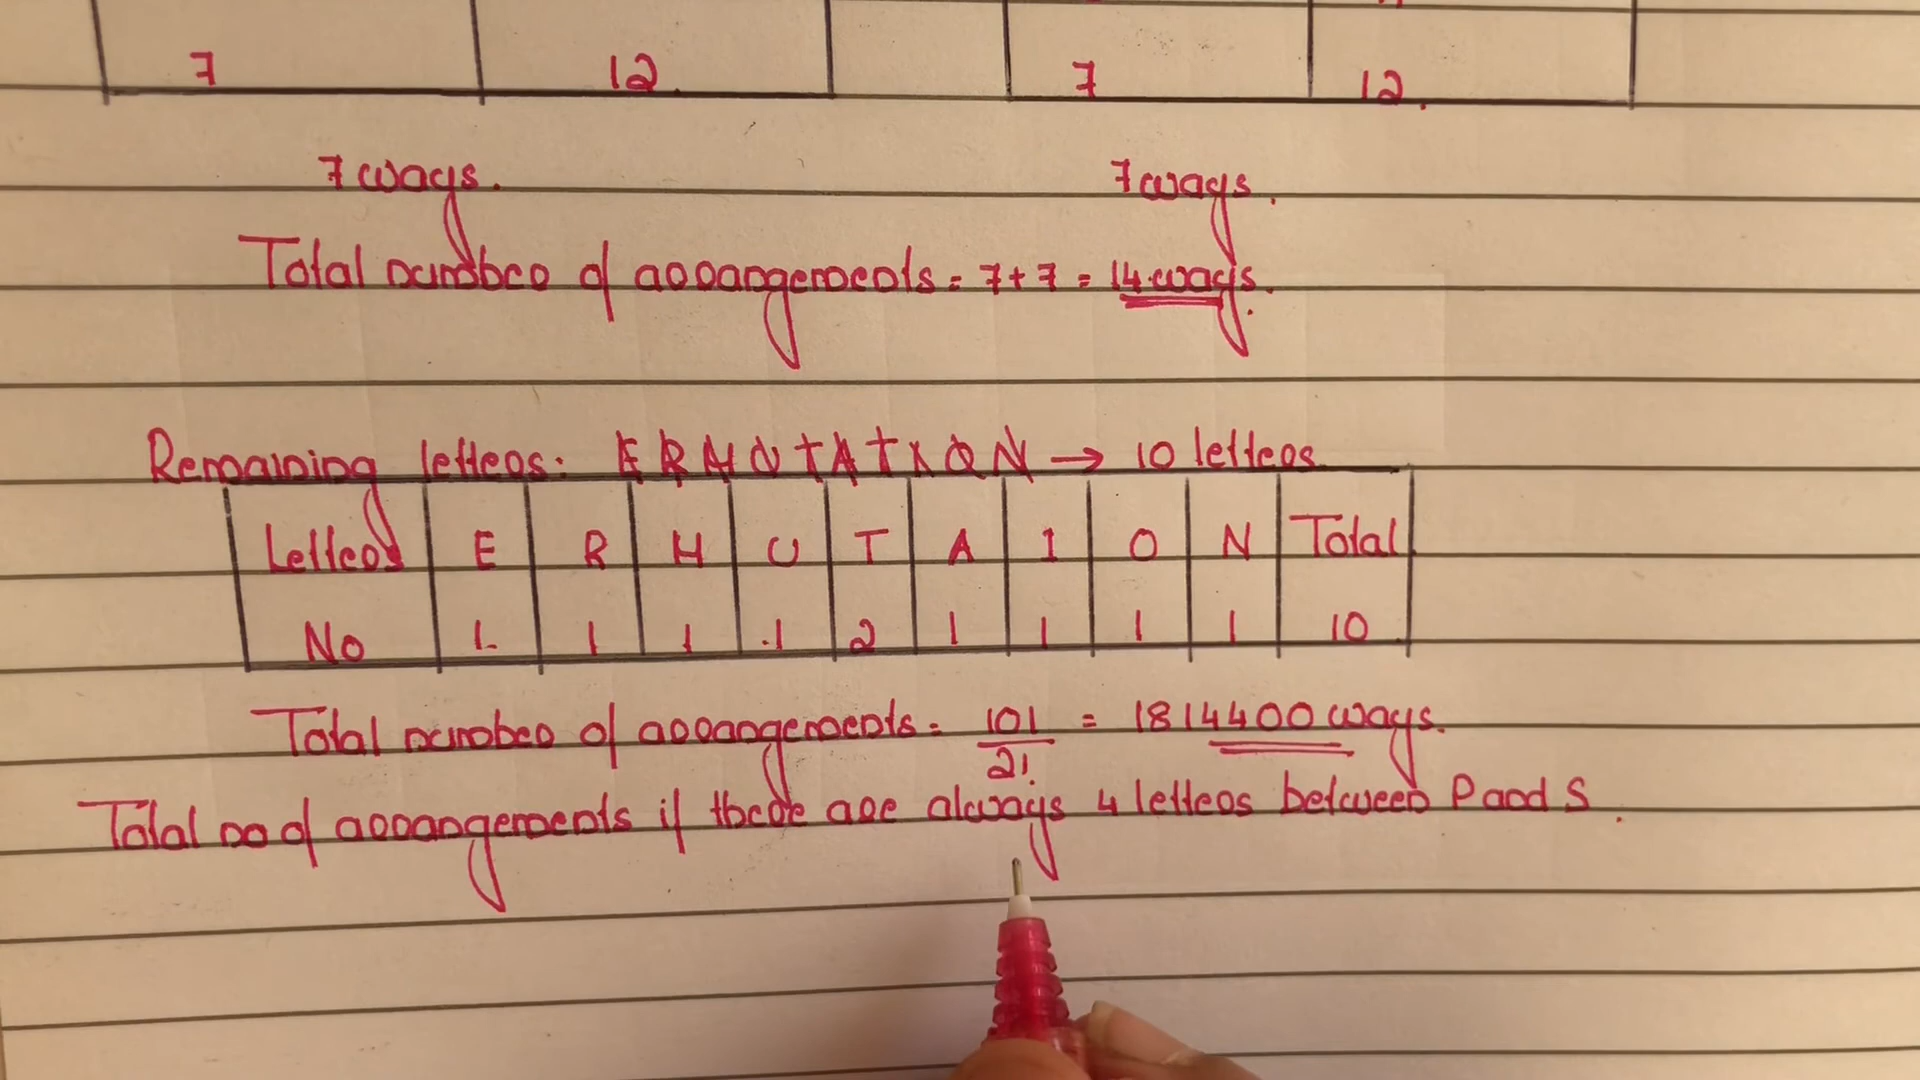 7 12 7 12.
7 ways. 7 ways.
Total number of arrangements = 7 + 7 = 14 ways.
Remaining letters: E R M U T A T I O N → 10 letters
Letters E R M U T A I O N Total
No 1 1 1 1 2 1 1 1 1 10
Total number of arrangements = 10! / 2! = 1814400 ways.
Total no of arrangements if there are always 4 letters between P and S.